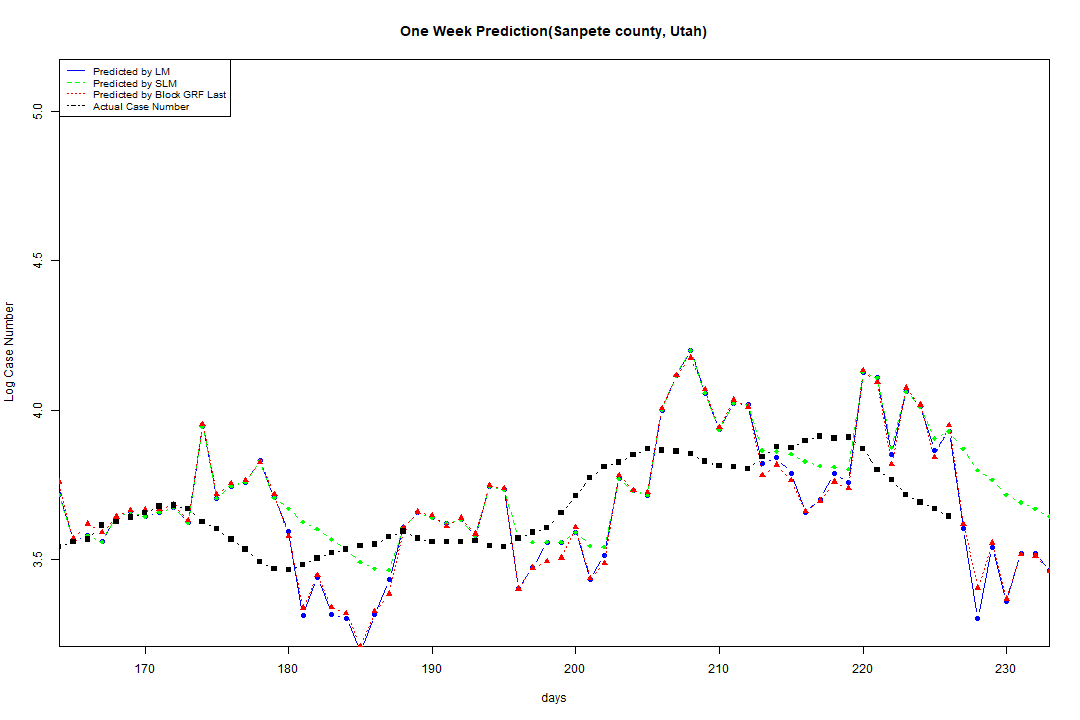 One Week Prediction(Sanpete county, Utah)
Predicted by LM
Predicted by SLM
Predicted by Block GRF Last
Actual Case Number
5.0
4.5
4.0
3.5
Log Case Number
170 180 190 200 210 220 230
days